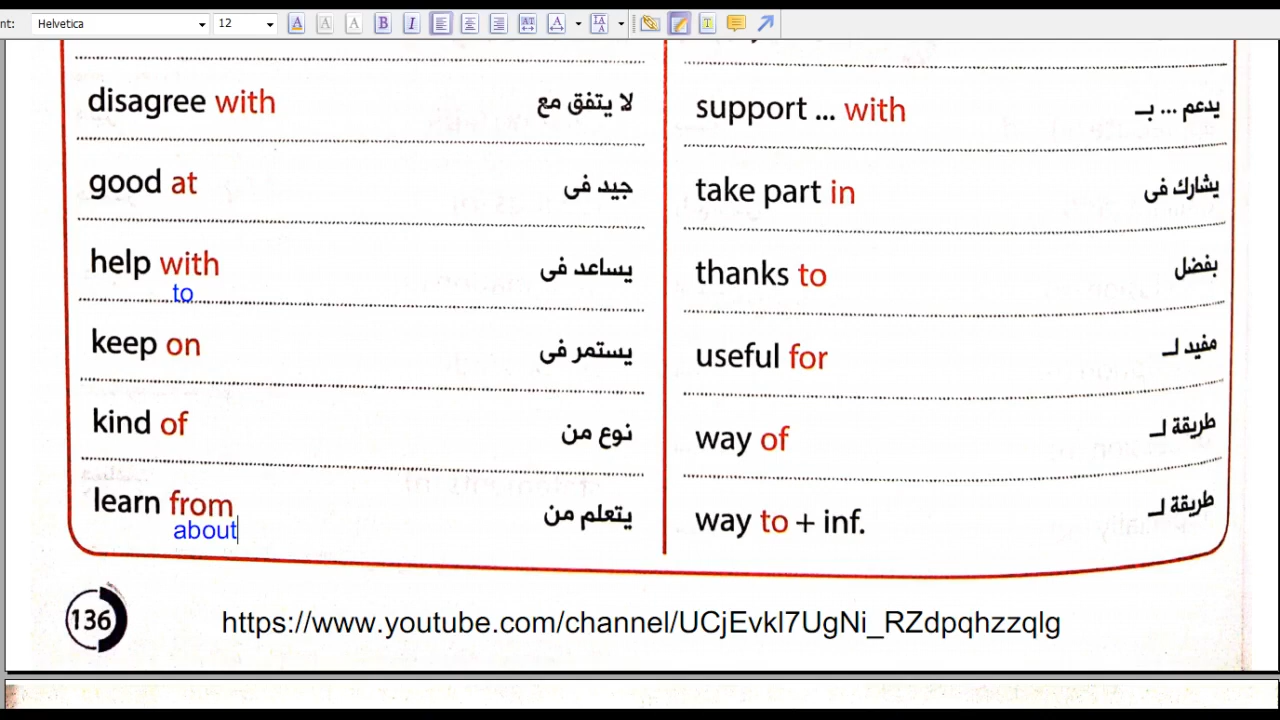 nt: Helvetica 12
disagree with لا يتفق مع
good at جيد فى
help with يساعد فى
to
keep on يستمر فى
kind of نوع من
learn from يتعلم من
about
support ... with يدعم ... بـ
take part in يشارك فى
thanks to بفضل
useful for مفيد لـ
way of طريقة لـ
way to + inf. طريقة لـ
136
https://www.youtube.com/channel/UCjEvkl7UgNi_RZdpqhzzqlg